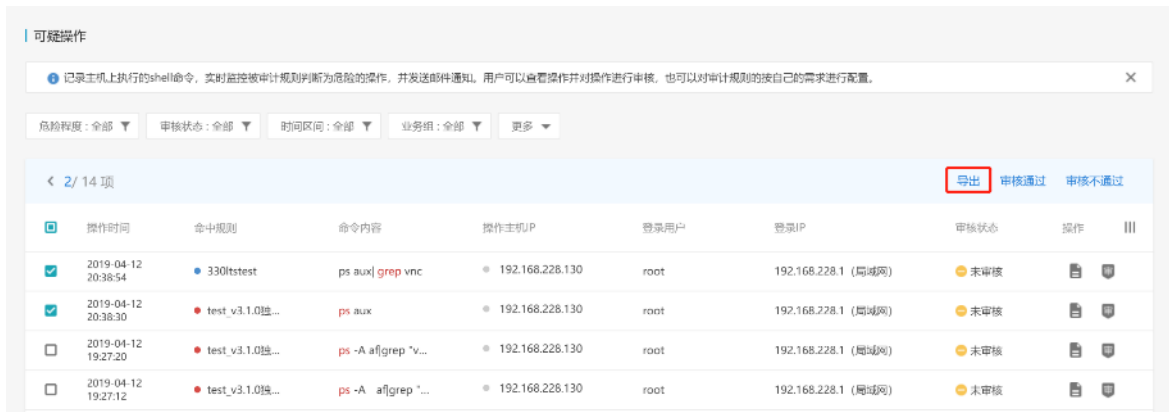 可疑操作
记录主机上执行的shell命令，实时监控被审计规则判断为危险的操作，并发送邮件通知。用户可以查看操作并对操作进行审核，也可以对审计规则的按自己的需求进行配置。
危险程度：全部 审核状态：全部 时间区间：全部 业务组：全部 更多
2/ 14 项 导出 审核通过 审核不通过
操作时间 命中规则 命令内容 操作主机IP 登录用户 登录IP 审核状态 操作
2019-04-12 20:38:54 330ltstest ps aux| grep vnc 192.168.228.130 root 192.168.228.1 (局域网) 未审核
2019-04-12 20:38:30 test_v3.1.0独... ps aux 192.168.228.130 root 192.168.228.1 (局域网) 未审核
2019-04-12 19:27:20 test_v3.1.0独... ps -A af|grep "v... 192.168.228.130 root 192.168.228.1 (局域网) 未审核
2019-04-12 19:27:12 test_v3.1.0独... ps -A af|grep "... 192.168.228.130 root 192.168.228.1 (局域网) 未审核